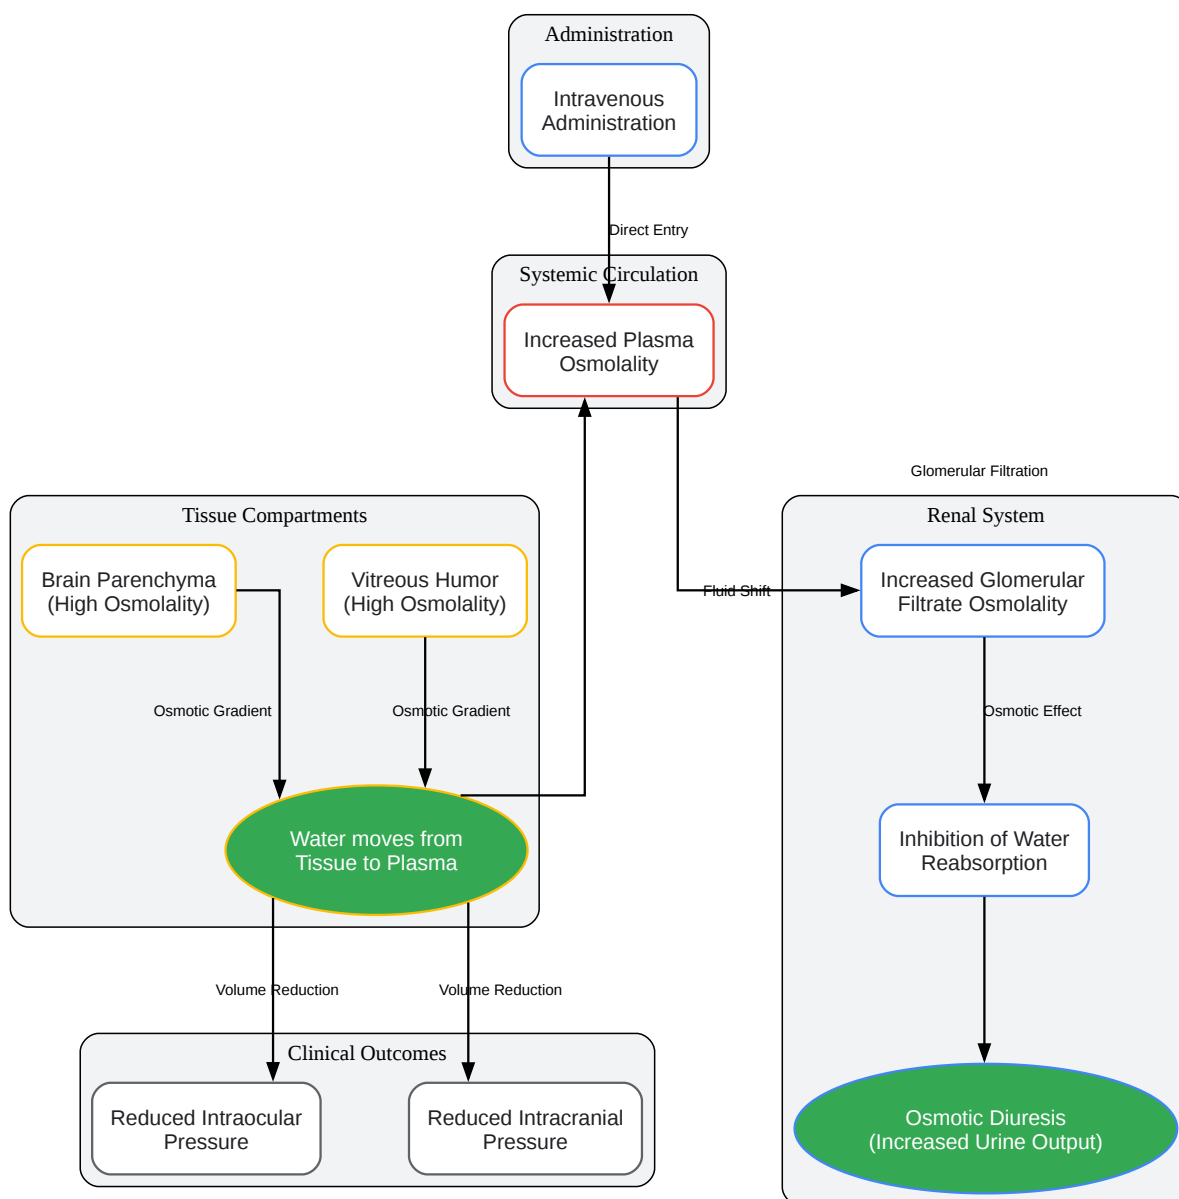 Administration
Intravenous
Administration
Direct Entry
Systemic Circulation
Increased Plasma
Osmolality
Glomerular Filtration
Tissue Compartments
Brain Parenchyma
(High Osmolality)
Vitreous Humor
(High Osmolality)
Fluid Shift
Renal System
Increased Glomerular
Filtrate Osmolality
Osmotic Gradient
Osmotic Gradient
Osmotic Effect
Water moves from
Tissue to Plasma
Inhibition of Water
Reabsorption
Volume Reduction
Volume Reduction
Clinical Outcomes
Reduced Intraocular
Pressure
Reduced Intracranial
Pressure
Osmotic Diuresis
(Increased Urine Output)